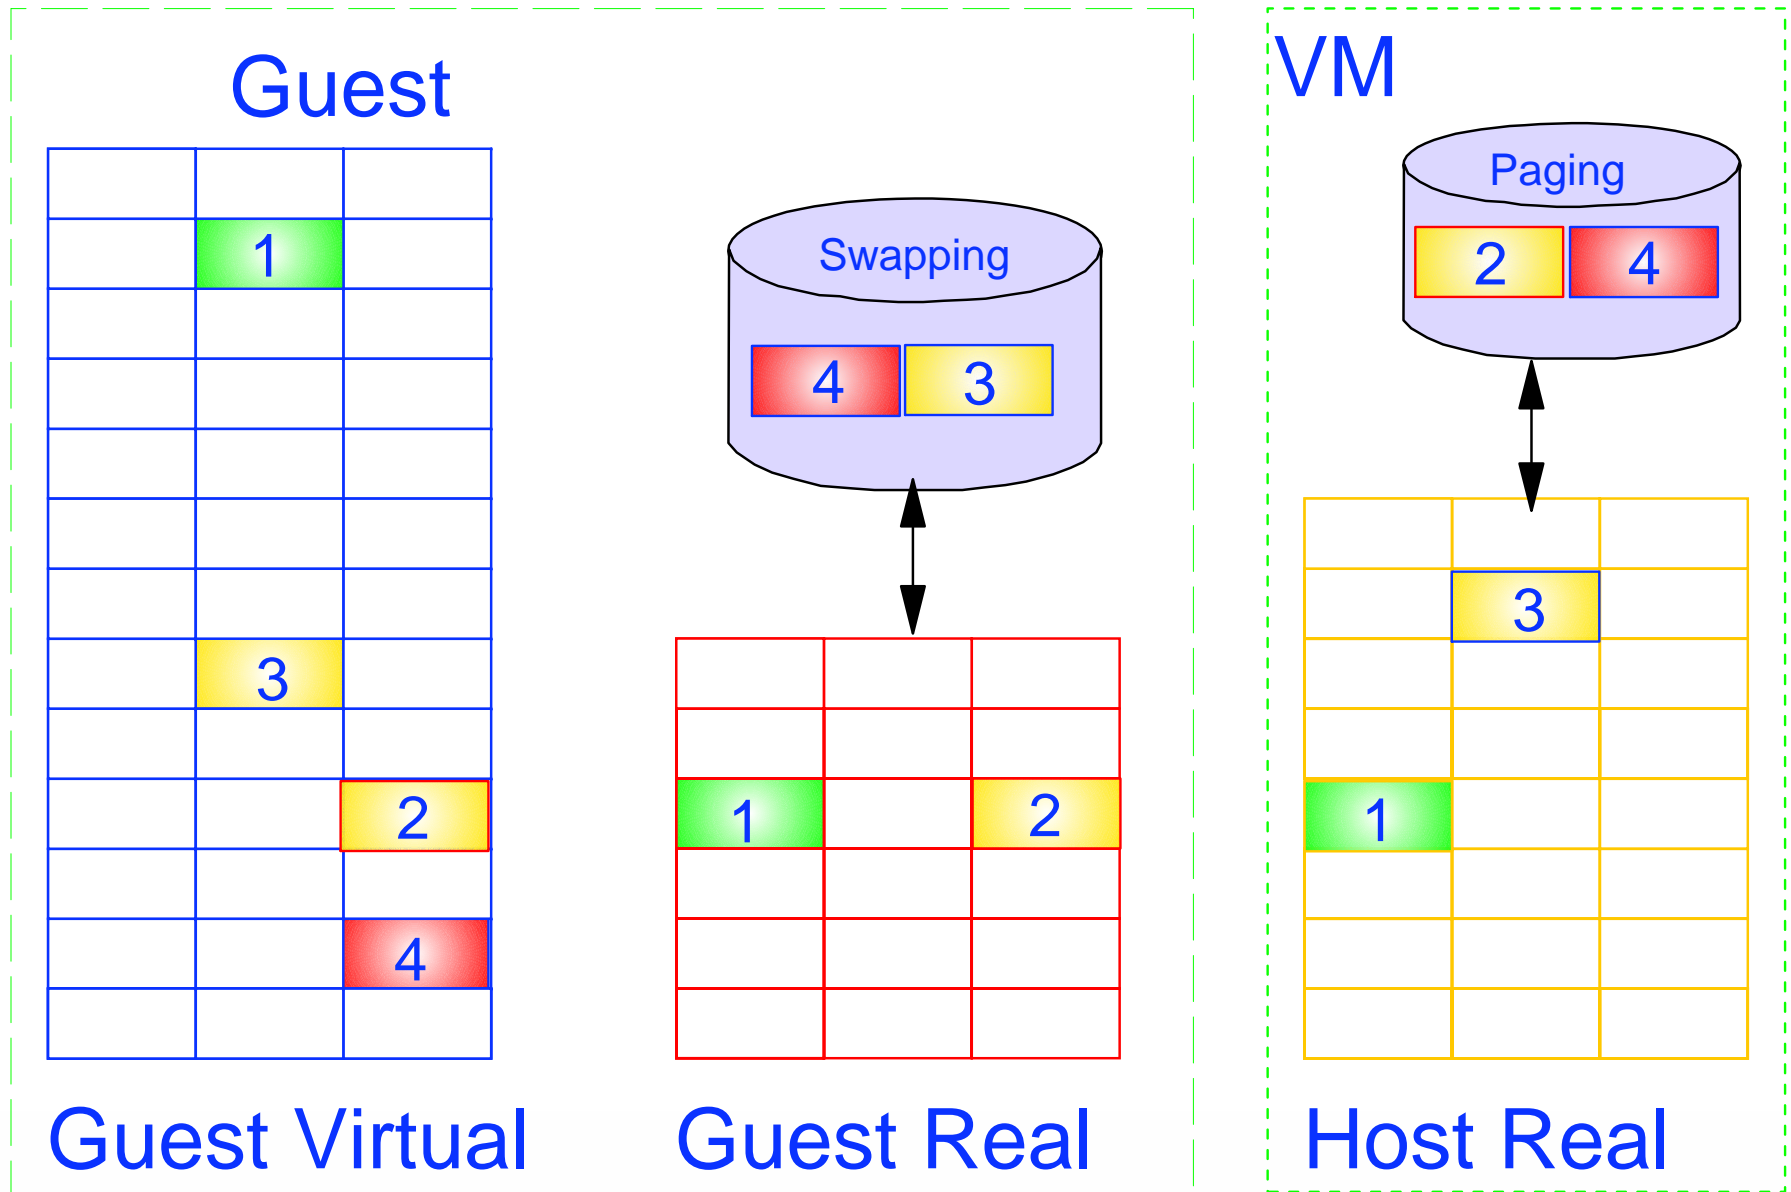 Guest
VM
Paging
2 4
1
Swapping
4 3
3
3
2
1 2
1
4
Guest Virtual
Guest Real
Host Real